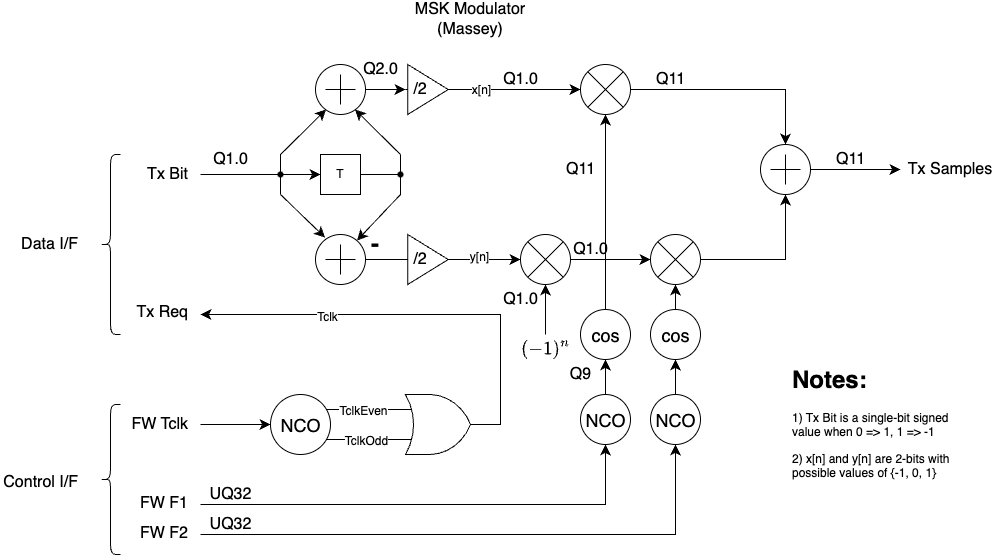 MSK Modulator
(Massey)
Q2.0
/2
x[n]
Q1.0
Q11
Q1.0
Tx Bit
T
Q11
Q11
Tx Samples
Data I/F
-
/2
y[n]
Q1.0
Q1.0
Tx Req
Tclk
(−1)ⁿ
cos
cos
Q9
Notes:
FW Tclk
NCO
TclkEven
TclkOdd
NCO
NCO
1) Tx Bit is a single-bit signed
value when 0 => 1, 1 => -1
2) x[n] and y[n] are 2-bits with
possible values of {-1, 0, 1}
Control I/F
FW F1
UQ32
FW F2
UQ32